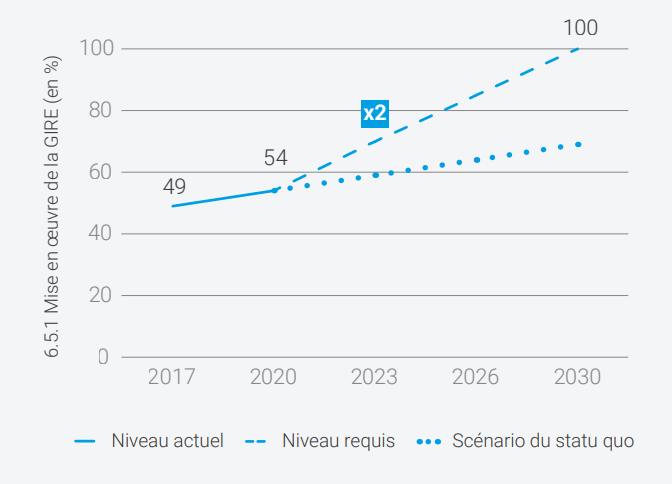 100
100
x2
80
54
60
49
40
20
0
6.5.1 Mise en œuvre de la GIRE (en %)
2017 2020 2023 2026 2030
Niveau actuel Niveau requis Scénario du statu quo